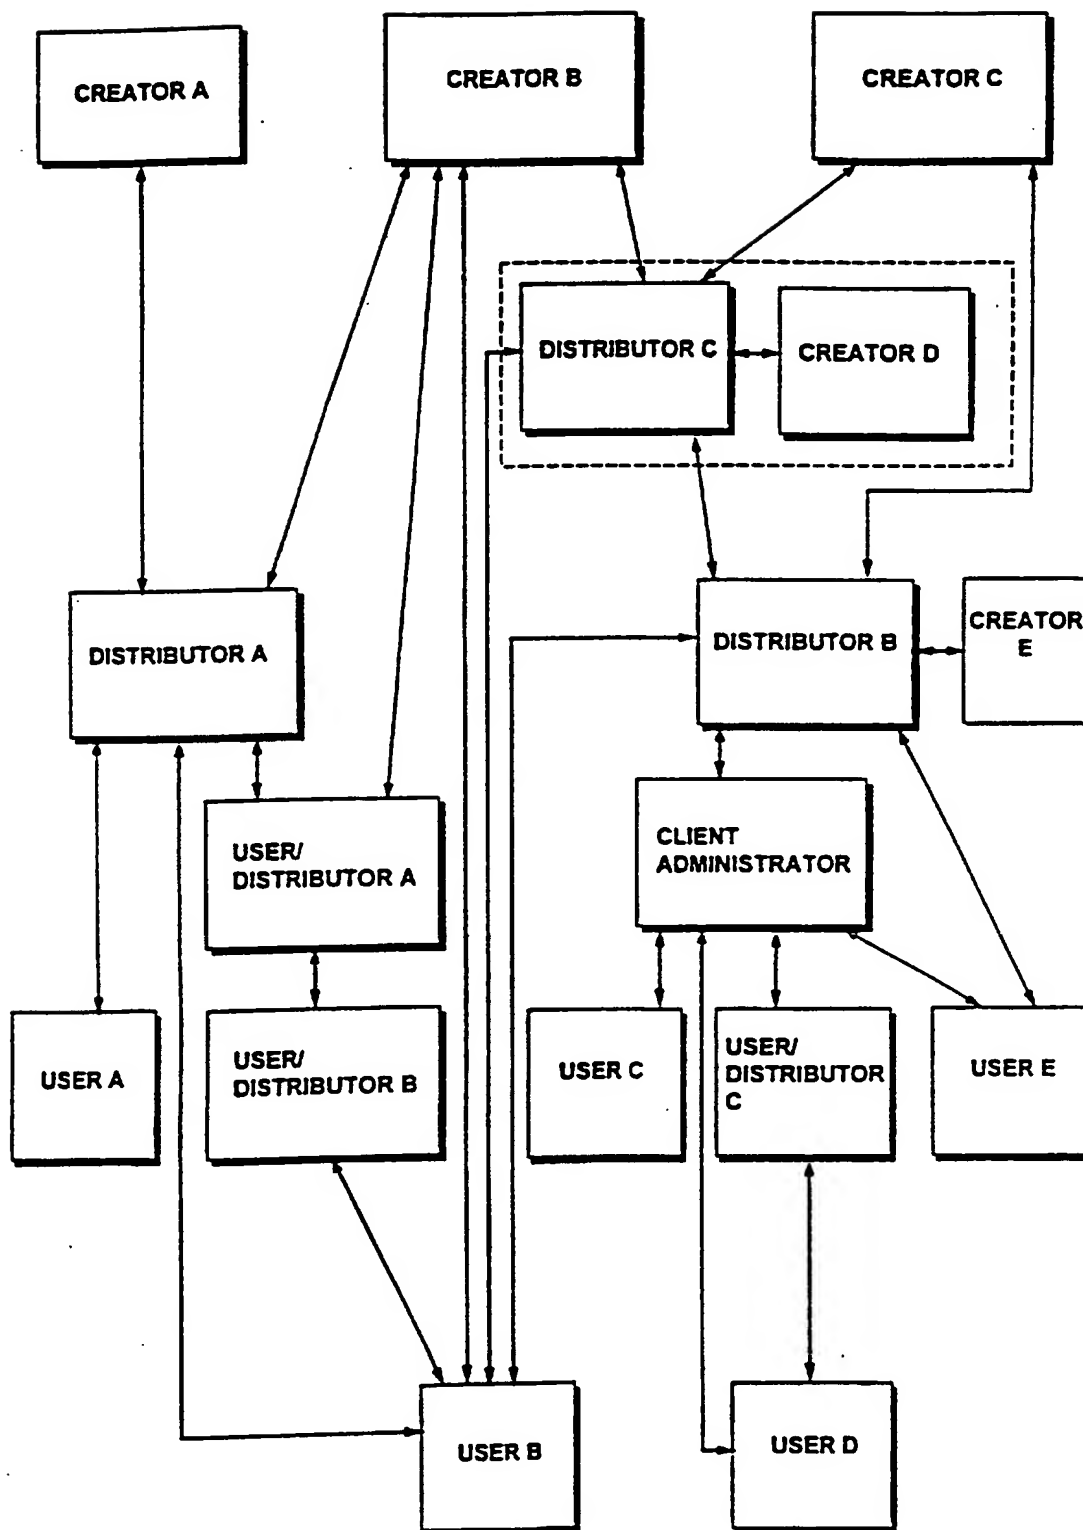 CREATOR A
CREATOR B
CREATOR C
DISTRIBUTOR C
CREATOR D
DISTRIBUTOR A
DISTRIBUTOR B
CREATOR
E
USER/
DISTRIBUTOR A
CLIENT
ADMINISTRATOR
USER A
USER/
DISTRIBUTOR B
USER C
USER/
DISTRIBUTOR
C
USER E
USER B
USER D